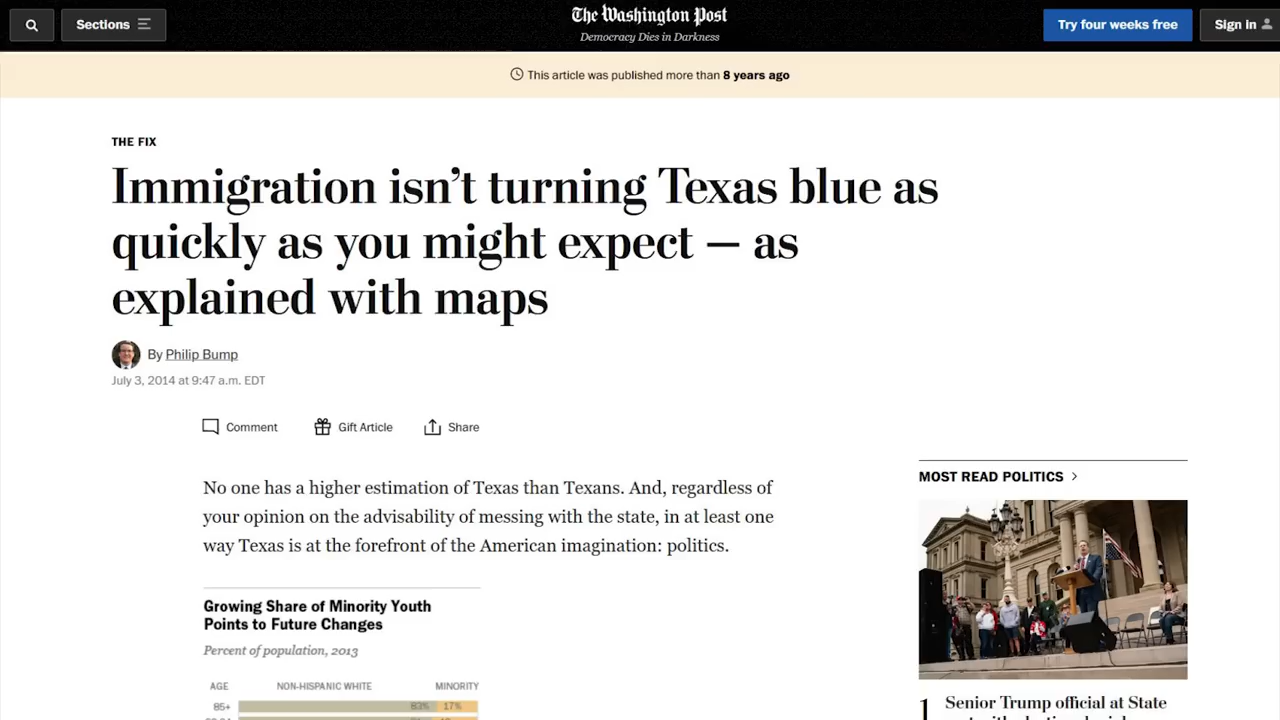 Sections
The Washington Post
Democracy Dies in Darkness
Try four weeks free
Sign in
This article was published more than 8 years ago
THE FIX
Immigration isn’t turning Texas blue as
quickly as you might expect — as
explained with maps
By Philip Bump
July 3, 2014 at 9:47 a.m. EDT
Comment
Gift Article
Share
No one has a higher estimation of Texas than Texans. And, regardless of
your opinion on the advisability of messing with the state, in at least one
way Texas is at the forefront of the American imagination: politics.
Growing Share of Minority Youth
Points to Future Changes
Percent of population, 2013
AGE NON-HISPANIC WHITE MINORITY
85+ 83% 17%
MOST READ POLITICS
1 Senior Trump official at State